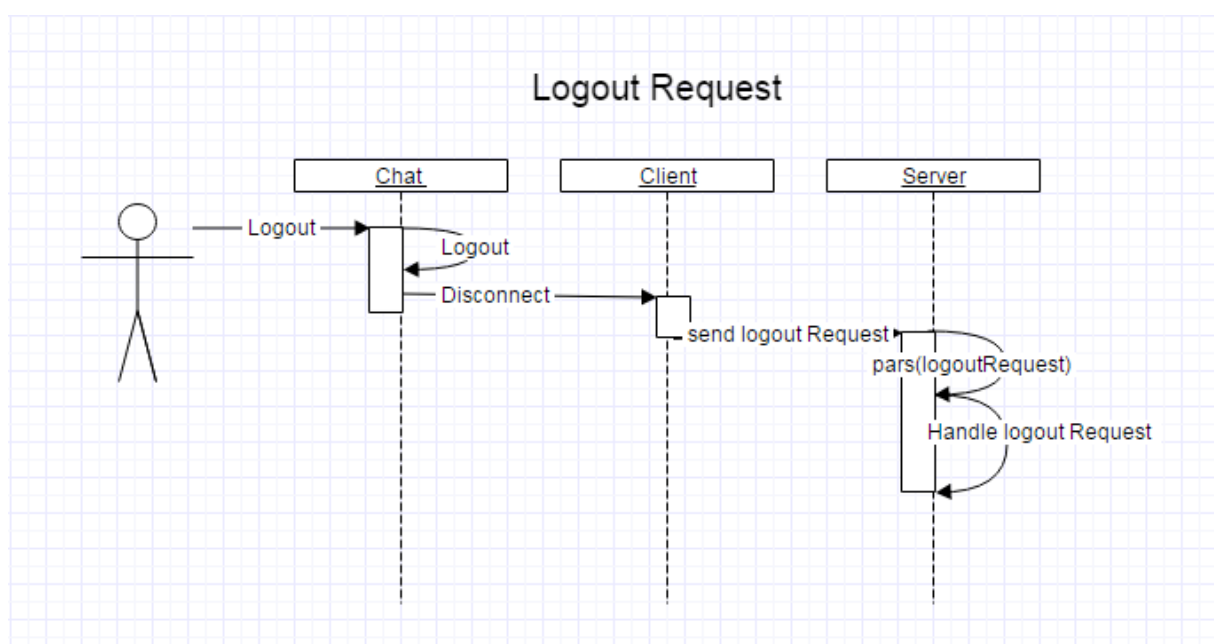 Logout Request
Chat
Client
Server
Logout
Logout
Disconnect
send logout Request
pars(logoutRequest)
Handle logout Request